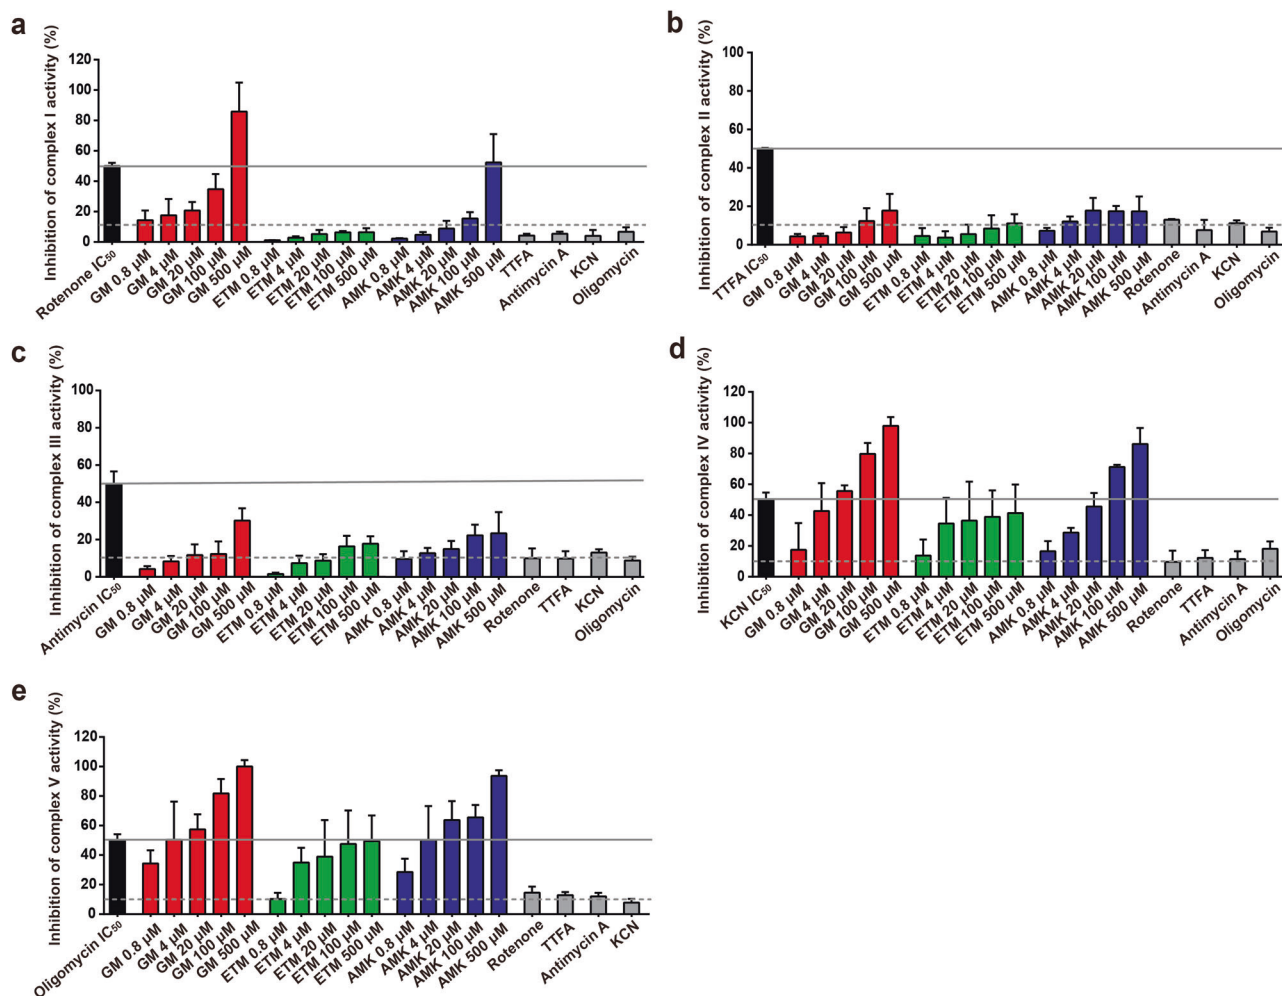 a
Inhibition of complex I activity (%)
120
100
80
60
40
20
0
Rotenone IC₅₀
GM 0.8 µM
GM 4 µM
GM 20 µM
GM 100 µM
GM 500 µM
ETM 0.8 µM
ETM 4 µM
ETM 20 µM
ETM 100 µM
ETM 500 µM
AMK 0.8 µM
AMK 4 µM
AMK 20 µM
AMK 100 µM
AMK 500 µM
TTFA
Antimycin A
KCN
Oligomycin
b
Inhibition of complex II activity (%)
100
80
60
40
20
0
TTFA IC₅₀
GM 0.8 µM
GM 4 µM
GM 20 µM
GM 100 µM
GM 500 µM
ETM 0.8 µM
ETM 4 µM
ETM 20 µM
ETM 100 µM
ETM 500 µM
AMK 0.8 µM
AMK 4 µM
AMK 20 µM
AMK 100 µM
AMK 500 µM
Rotenone
Antimycin A
KCN
Oligomycin
c
Inhibition of complex III activity (%)
100
80
60
40
20
0
Antimycin IC₅₀
GM 0.8 µM
GM 4 µM
GM 20 µM
GM 100 µM
GM 500 µM
ETM 0.8 µM
ETM 4 µM
ETM 20 µM
ETM 100 µM
ETM 500 µM
AMK 0.8 µM
AMK 4 µM
AMK 20 µM
AMK 100 µM
AMK 500 µM
Rotenone
TTFA
KCN
Oligomycin
d
Inhibition of complex IV activity (%)
120
100
80
60
40
20
0
KCN IC₅₀
GM 0.8 µM
GM 4 µM
GM 20 µM
GM 100 µM
GM 500 µM
ETM 0.8 µM
ETM 4 µM
ETM 20 µM
ETM 100 µM
ETM 500 µM
AMK 0.8 µM
AMK 4 µM
AMK 20 µM
AMK 100 µM
AMK 500 µM
Rotenone
TTFA
Antimycin A
Oligomycin
e
Inhibition of complex V activity (%)
120
100
80
60
40
20
0
Oligomycin IC₅₀
GM 0.8 µM
GM 4 µM
GM 20 µM
GM 100 µM
GM 500 µM
ETM 0.8 µM
ETM 4 µM
ETM 20 µM
ETM 100 µM
ETM 500 µM
AMK 0.8 µM
AMK 4 µM
AMK 20 µM
AMK 100 µM
AMK 500 µM
Rotenone
TTFA
Antimycin A
KCN